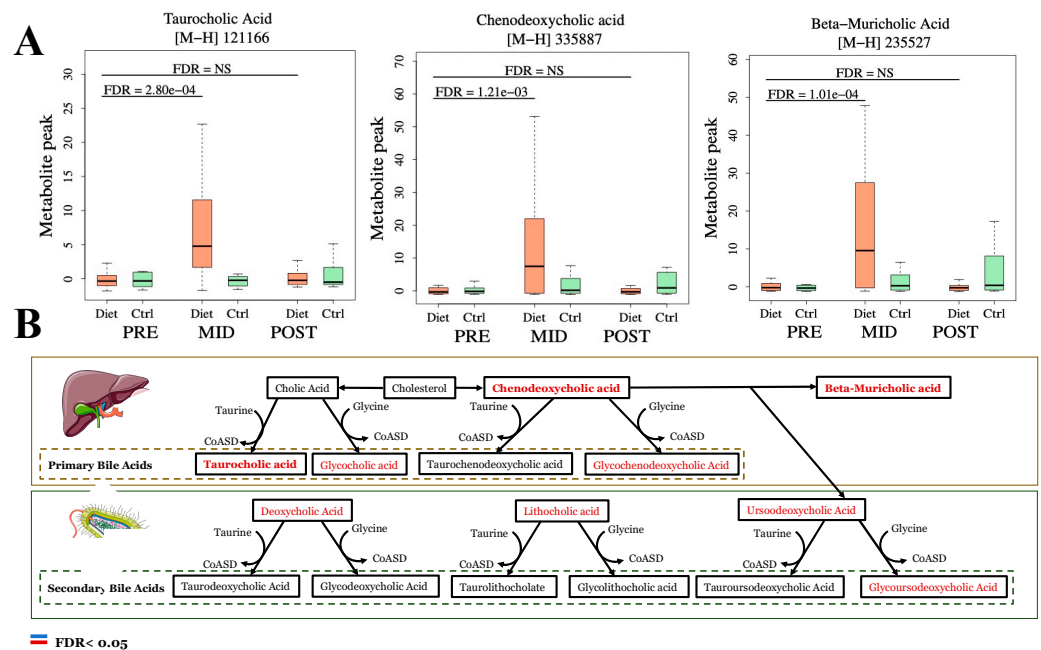 A
Taurocholic Acid
[M−H] 121166
Chenodeoxycholic acid
[M−H] 335887
Beta−Muricholic Acid
[M−H] 235527
Metabolite peak
30
25
20
15
10
5
0
FDR = NS
FDR = 2.80e−04
Diet Ctrl Diet Ctrl Diet Ctrl
PRE MID POST
Metabolite peak
70
60
50
40
30
20
10
0
FDR = NS
FDR = 1.21e−03
Diet Ctrl Diet Ctrl Diet Ctrl
PRE MID POST
Metabolite peak
60
50
40
30
20
10
0
FDR = NS
FDR = 1.01e−04
Diet Ctrl Diet Ctrl Diet Ctrl
PRE MID POST
B
Cholic Acid Cholesterol Chenodeoxycholic acid Beta-Muricholic acid
Taurine Glycine Taurine Glycine
CoASD CoASD CoASD CoASD
Primary Bile Acids Taurocholic acid Glycocholic acid Taurochenodeoxycholic acid Glycochenodeoxycholic Acid
Deoxycholic Acid Lithocholic acid Ursoodeoxycholic Acid
Taurine Glycine Taurine Glycine Taurine Glycine
CoASD CoASD CoASD CoASD CoASD CoASD
Secondary Bile Acids Taurodeoxycholic Acid Glycodeoxycholic Acid Taurolithocholate Glycolithocholic acid Tauroursodeoxycholic Acid Glycoursodeoxycholic Acid
FDR< 0.05